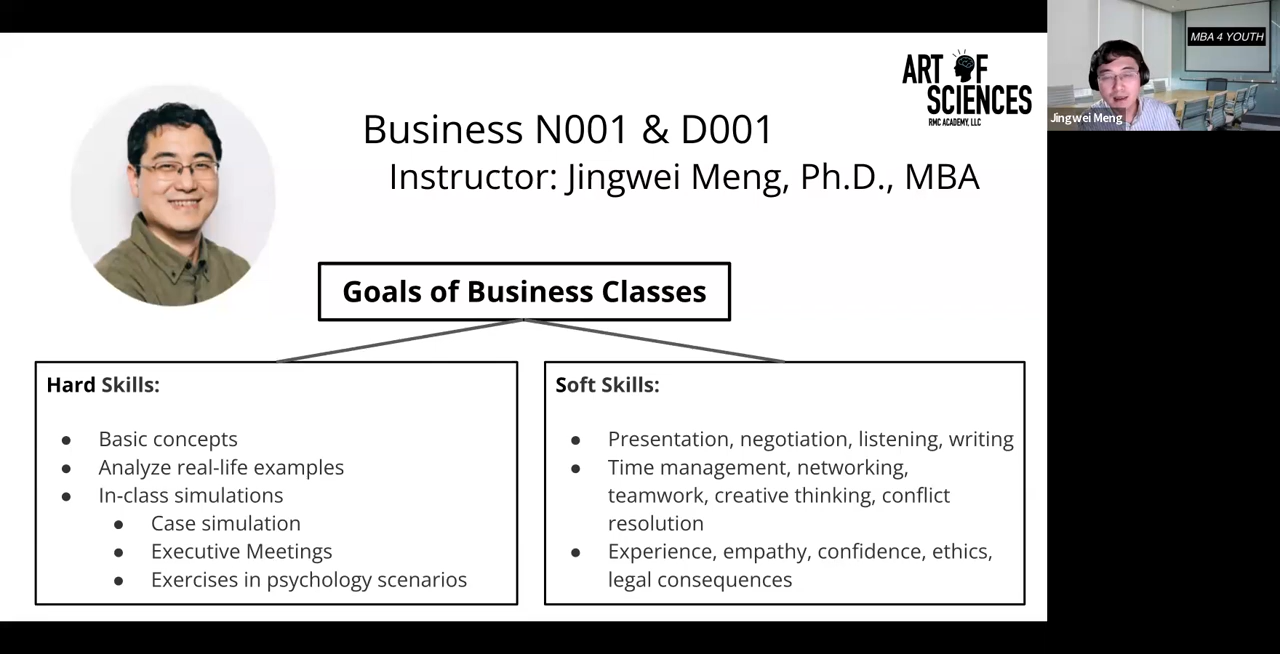 Business N001 & D001
Instructor: Jingwei Meng, Ph.D., MBA
ART OF
SCIENCES
RMC ACADEMY, LLC
MBA 4 YOUTH
Jingwei Meng
Goals of Business Classes
Hard Skills:
● Basic concepts
● Analyze real-life examples
● In-class simulations
● Case simulation
● Executive Meetings
● Exercises in psychology scenarios
Soft Skills:
● Presentation, negotiation, listening, writing
● Time management, networking,
teamwork, creative thinking, conflict
resolution
● Experience, empathy, confidence, ethics,
legal consequences